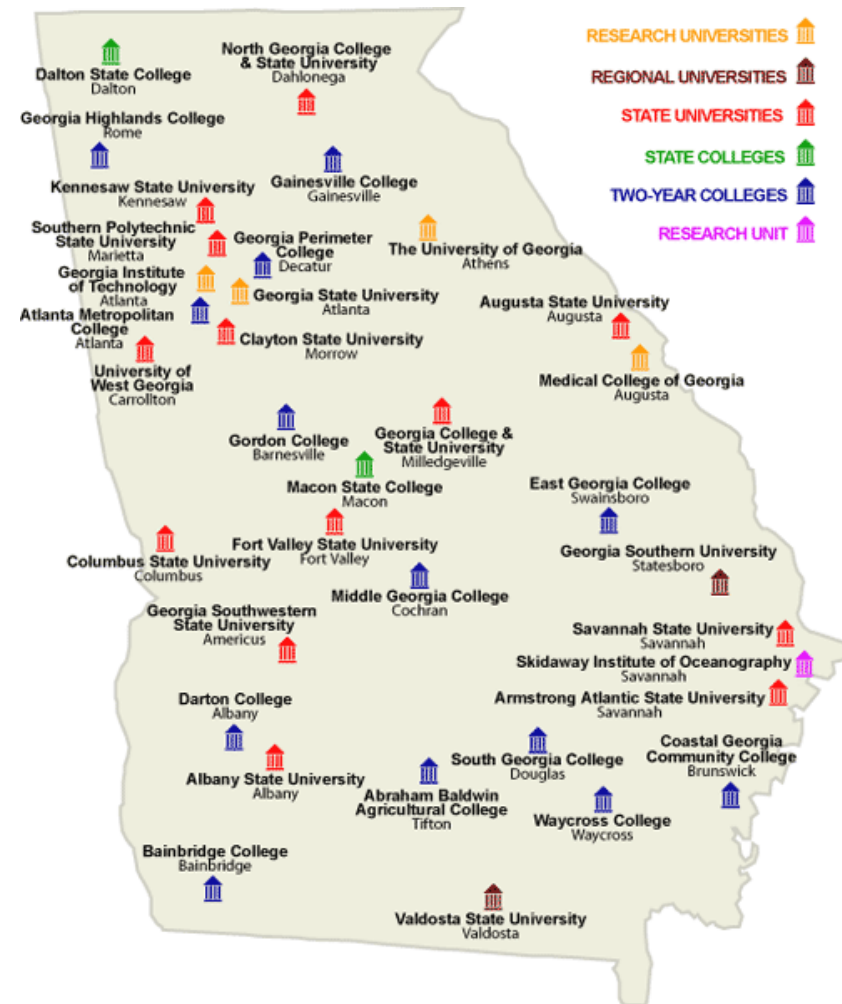 RESEARCH UNIVERSITIES
REGIONAL UNIVERSITIES
STATE UNIVERSITIES
STATE COLLEGES
TWO-YEAR COLLEGES
RESEARCH UNIT
Dalton State College
Dalton
North Georgia College
& State University
Dahlonega
Georgia Highlands College
Rome
Gainesville College
Gainesville
Kennesaw State University
Kennesaw
Southern Polytechnic
State University
Marietta
Georgia Perimeter
College
Decatur
The University of Georgia
Athens
Georgia Institute
of Technology
Atlanta
Georgia State University
Atlanta
Atlanta Metropolitan
College
Atlanta
Clayton State University
Morrow
Augusta State University
Augusta
University of
West Georgia
Carrollton
Medical College of Georgia
Augusta
Gordon College
Barnesville
Georgia College &
State University
Milledgeville
Macon State College
Macon
East Georgia College
Swainsboro
Columbus State University
Columbus
Fort Valley State University
Fort Valley
Georgia Southern University
Statesboro
Middle Georgia College
Cochran
Georgia Southwestern
State University
Americus
Savannah State University
Savannah
Skidaway Institute of Oceanography
Savannah
Armstrong Atlantic State University
Savannah
Darton College
Albany
Albany State University
Albany
South Georgia College
Douglas
Coastal Georgia
Community College
Brunswick
Abraham Baldwin
Agricultural College
Tifton
Waycross College
Waycross
Bainbridge College
Bainbridge
Valdosta State University
Valdosta